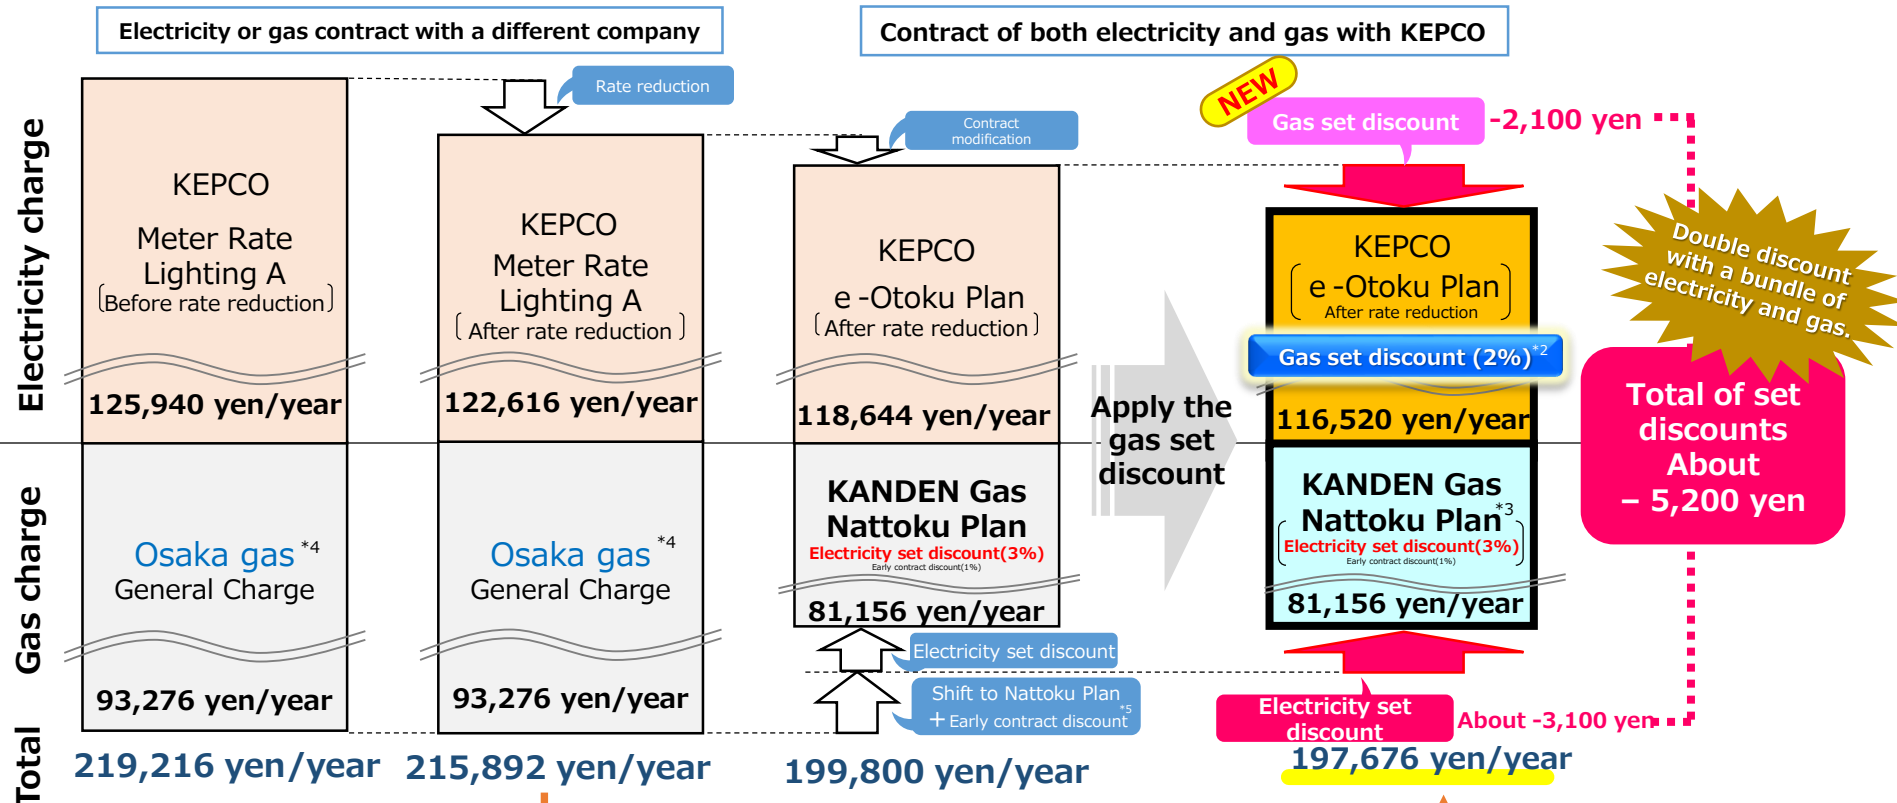 Electricity or gas contract with a different company
Contract of both electricity and gas with KEPCO
Rate reduction
Contract
modification
NEW
Gas set discount
-2,100 yen
Electricity charge
KEPCO
Meter Rate
Lighting A
(Before rate reduction)
125,940 yen/year
KEPCO
Meter Rate
Lighting A
( After rate reduction )
122,616 yen/year
KEPCO
e -Otoku Plan
(After rate reduction)
118,644 yen/year
Apply the
gas set
discount
KEPCO
e -Otoku Plan
After rate reduction
Gas set discount (2%)*2
116,520 yen/year
Double discount
with a bundle of
electricity and gas.
Total of set
discounts
About
– 5,200 yen
Gas charge
Osaka gas *4
General Charge
93,276 yen/year
Osaka gas *4
General Charge
93,276 yen/year
KANDEN Gas
Nattoku Plan
Electricity set discount(3%)
Early contract discount(1%)
81,156 yen/year
KANDEN Gas
Nattoku Plan*3
Electricity set discount(3%)
Early contract discount(1%)
81,156 yen/year
Electricity set discount
Shift to Nattoku Plan
+ Early contract discount*5
Electricity set
discount
About -3,100 yen
Total
219,216 yen/year
215,892 yen/year
199,800 yen/year
197,676 yen/year